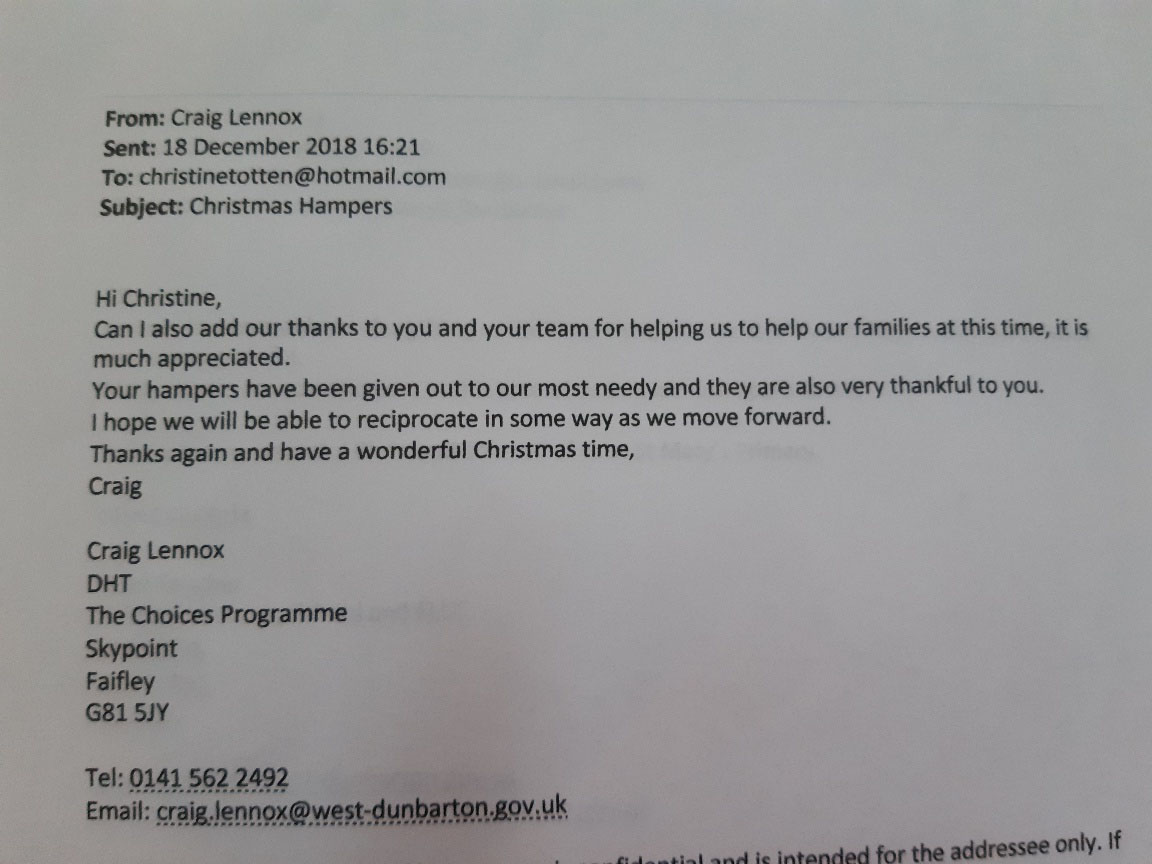 From: Craig Lennox
Sent: 18 December 2018 16:21
To: christinetotten@hotmail.com
Subject: Christmas Hampers
Hi Christine,
Can I also add our thanks to you and your team for helping us to help our families at this time, it is
much appreciated.
Your hampers have been given out to our most needy and they are also very thankful to you.
I hope we will be able to reciprocate in some way as we move forward.
Thanks again and have a wonderful Christmas time,
Craig
Craig Lennox
DHT
The Choices Programme
Skypoint
Faifley
G81 5JY
Tel: 0141 562 2492
Email: craig.lennox@west-dunbarton.gov.uk
and is intended for the addressee only. If